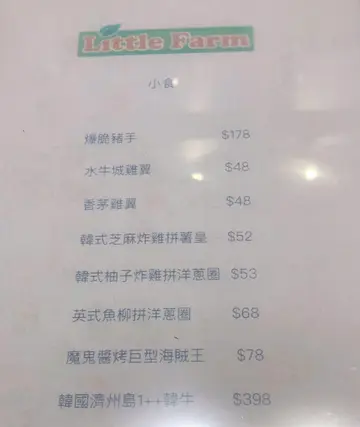 Little Farm
小食
爆脆豬手 $178
水牛城雞翼 $48
香茅雞翼 $48
韓式芝麻炸雞拼薯皇 $52
韓式柚子炸雞拼洋蔥圈 $53
英式魚柳拼洋蔥圈 $68
魔鬼醬烤巨型海賊王 $78
韓國濟州島1++韓牛 $398